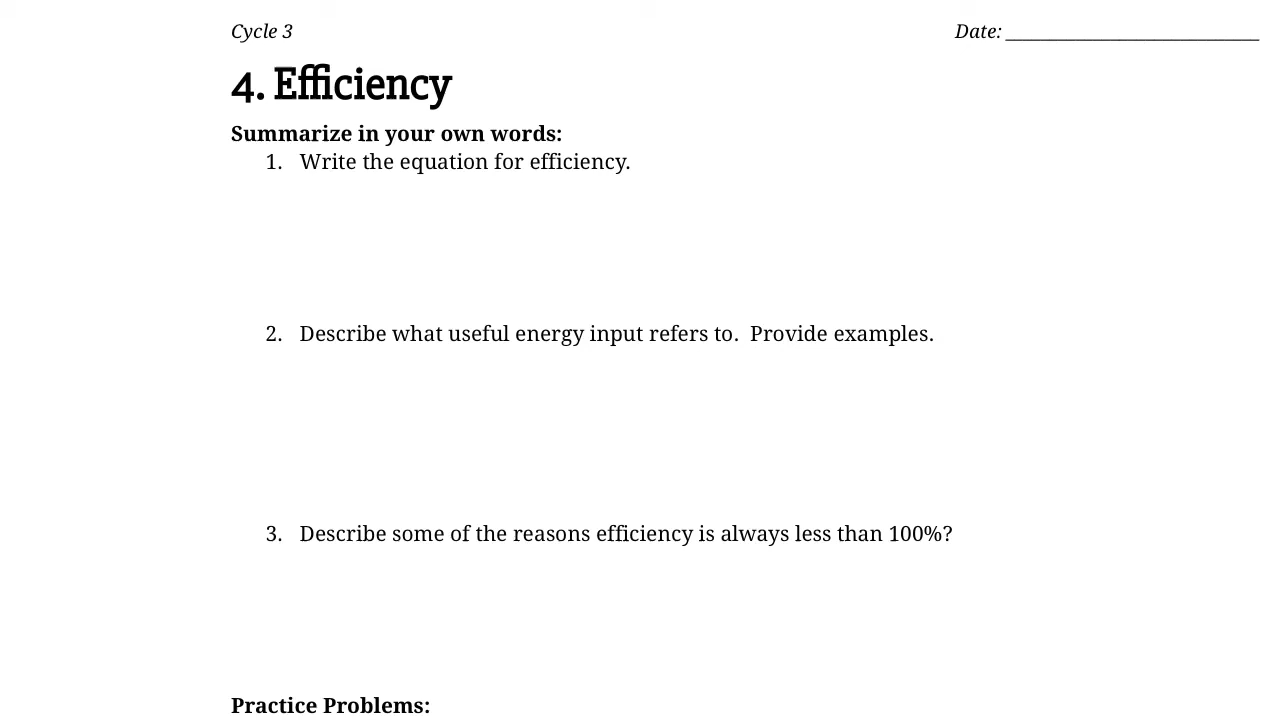 Cycle 3
Date: ____________________________
4. Efficiency
Summarize in your own words:
1. Write the equation for efficiency.
2. Describe what useful energy input refers to.  Provide examples.
3. Describe some of the reasons efficiency is always less than 100%?
Practice Problems: